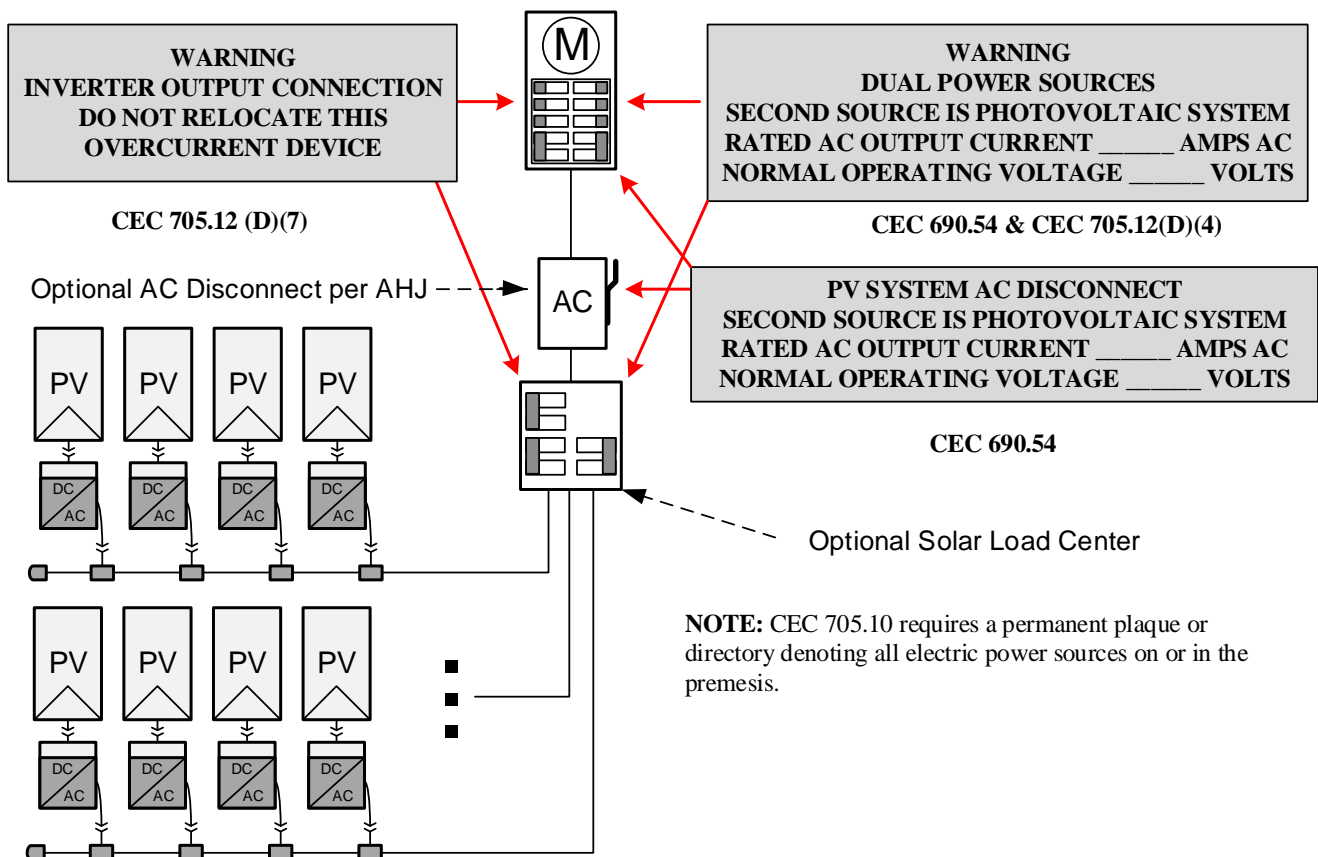 WARNING
INVERTER OUTPUT CONNECTION
DO NOT RELOCATE THIS
OVERCURRENT DEVICE
CEC 705.12 (D)(7)
M
WARNING
DUAL POWER SOURCES
SECOND SOURCE IS PHOTOVOLTAIC SYSTEM
RATED AC OUTPUT CURRENT ______ AMPS AC
NORMAL OPERATING VOLTAGE ______ VOLTS
CEC 690.54 & CEC 705.12(D)(4)
Optional AC Disconnect per AHJ
AC
PV SYSTEM AC DISCONNECT
SECOND SOURCE IS PHOTOVOLTAIC SYSTEM
RATED AC OUTPUT CURRENT ______ AMPS AC
NORMAL OPERATING VOLTAGE ______ VOLTS
CEC 690.54
PV PV PV PV
DC DC DC DC
AC AC AC AC
Optional Solar Load Center
NOTE: CEC 705.10 requires a permanent plaque or
directory denoting all electric power sources on or in the
premesis.
PV PV PV PV
DC DC DC DC
AC AC AC AC